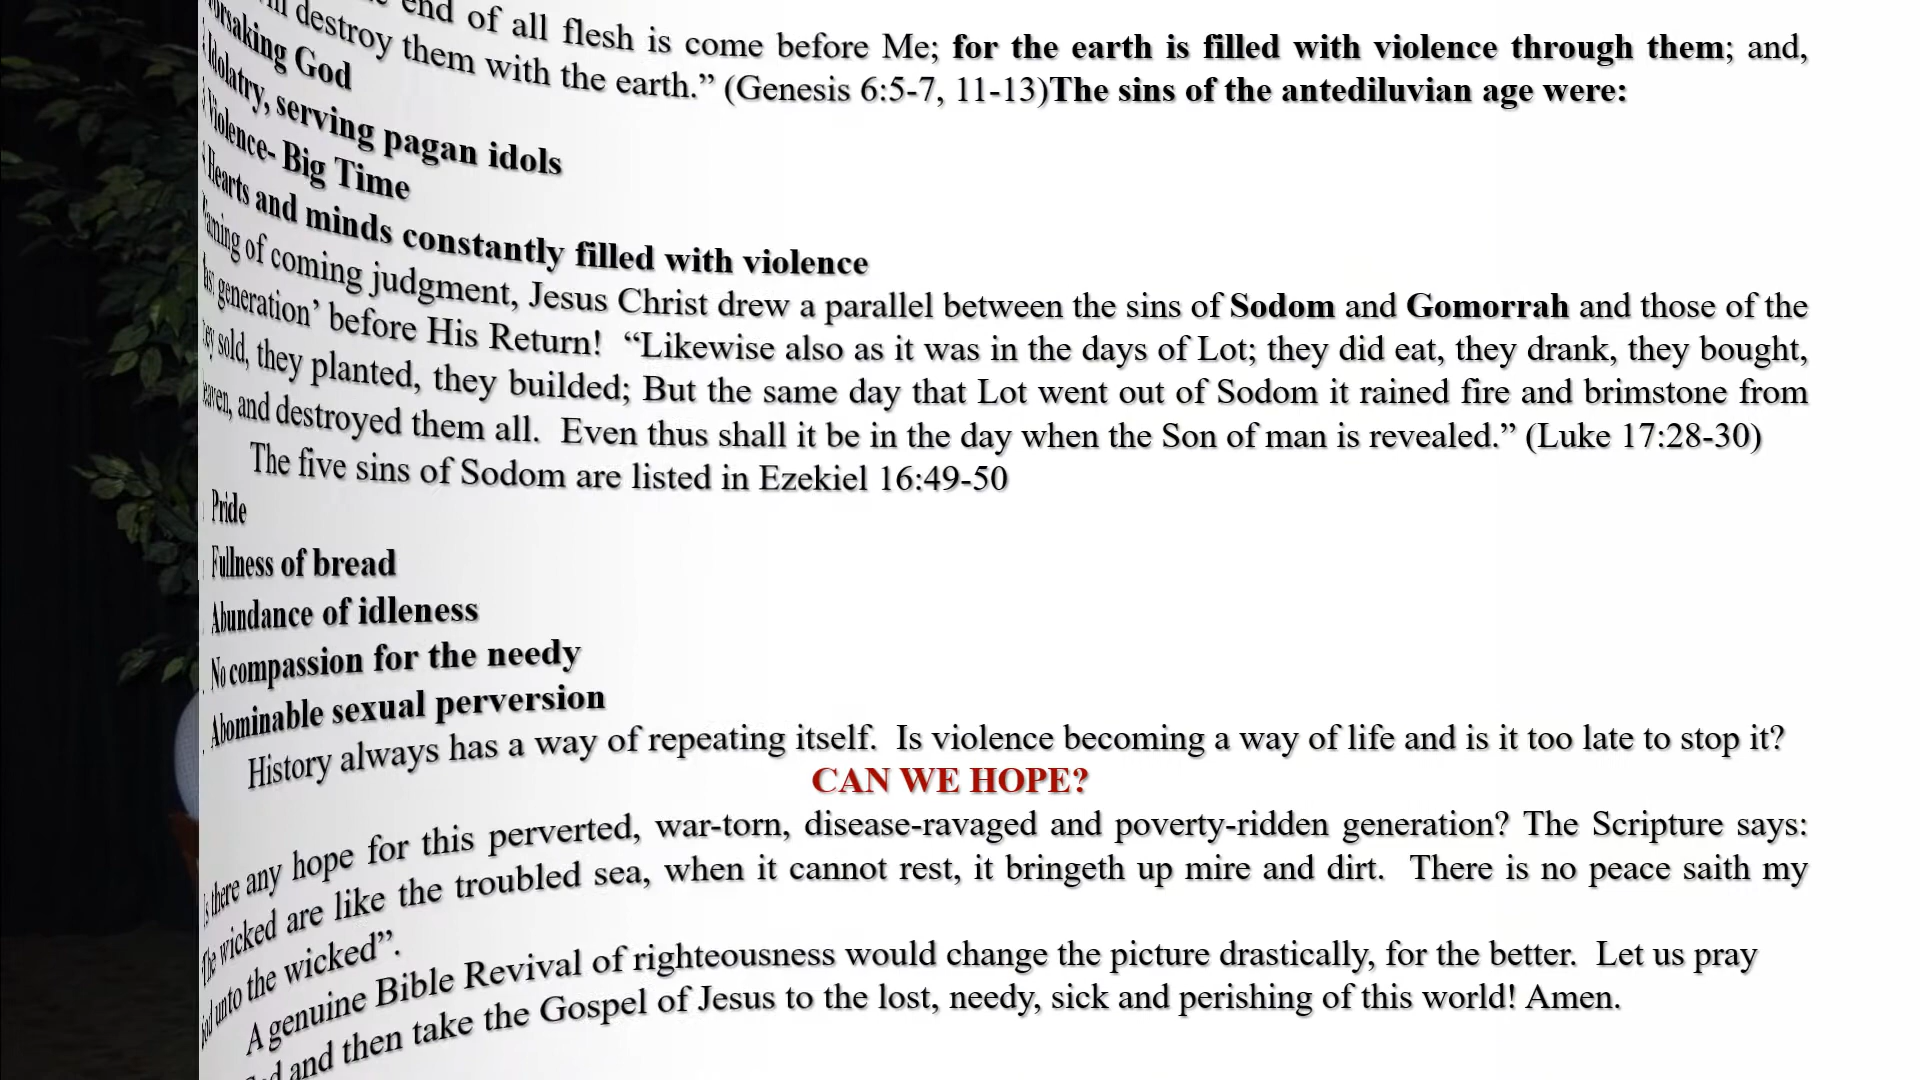 end of all flesh is come before Me; for the earth is filled with violence through them; and,
destroy them with the earth.” (Genesis 6:5-7, 11-13)The sins of the antediluvian age were:
Forsaking God
Idolatry, serving pagan idols
Violence- Big Time
Hearts and minds constantly filled with violence
of coming judgment, Jesus Christ drew a parallel between the sins of Sodom and Gomorrah and those of the
generation’ before His Return!  “Likewise also as it was in the days of Lot; they did eat, they drank, they bought,
they sold, they planted, they builded; But the same day that Lot went out of Sodom it rained fire and brimstone from
heaven, and destroyed them all.  Even thus shall it be in the day when the Son of man is revealed.” (Luke 17:28-30)
The five sins of Sodom are listed in Ezekiel 16:49-50
Pride
Fullness of bread
Abundance of idleness
No compassion for the needy
Abominable sexual perversion
History always has a way of repeating itself.  Is violence becoming a way of life and is it too late to stop it?
CAN WE HOPE?
Is there any hope for this perverted, war-torn, disease-ravaged and poverty-ridden generation? The Scripture says:
The wicked are like the troubled sea, when it cannot rest, it bringeth up mire and dirt.  There is no peace saith my
God unto the wicked”.
A genuine Bible Revival of righteousness would change the picture drastically, for the better.  Let us pray
and then take the Gospel of Jesus to the lost, needy, sick and perishing of this world! Amen.